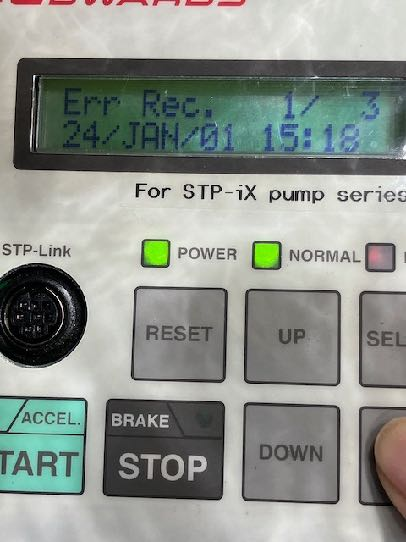 Err Rec. 1/ 3
24/JAN/01 15:18
For STP-iX pump series
STP-Link
POWER
NORMAL
RESET
UP
ACCEL.
BRAKE
STOP
DOWN